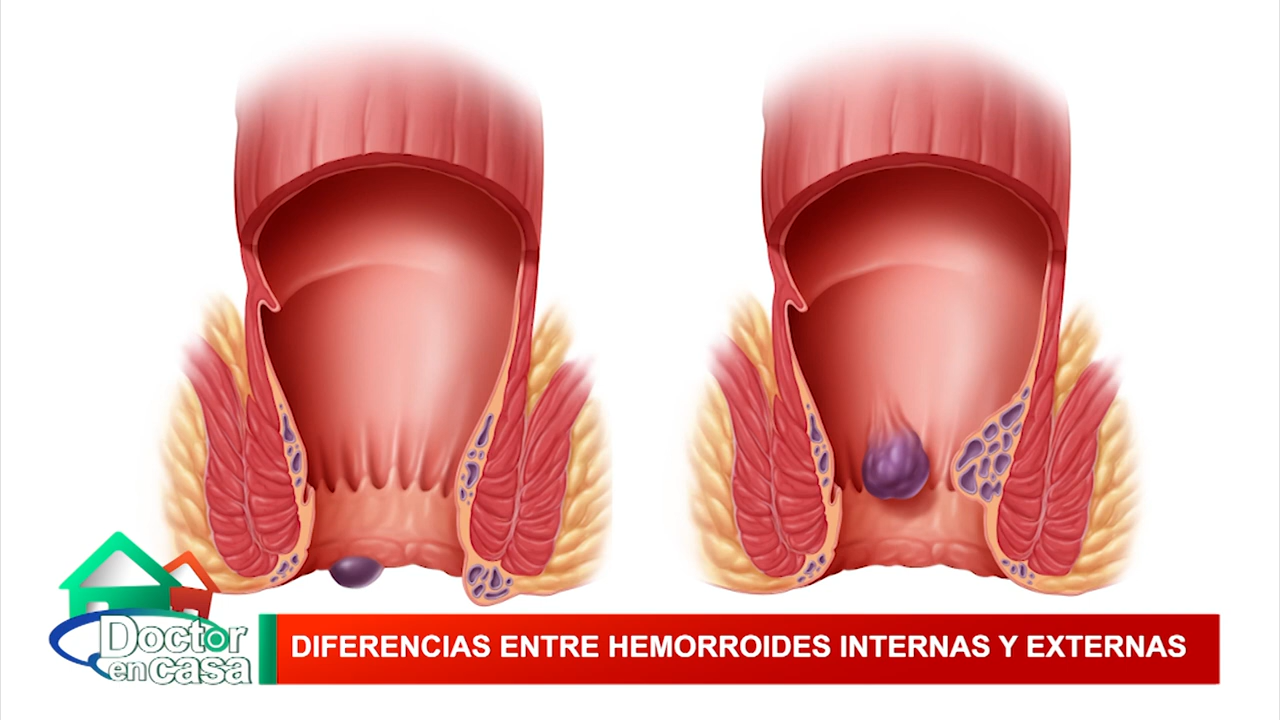 Doctor
en casa
DIFERENCIAS ENTRE HEMORROIDES INTERNAS Y EXTERNAS